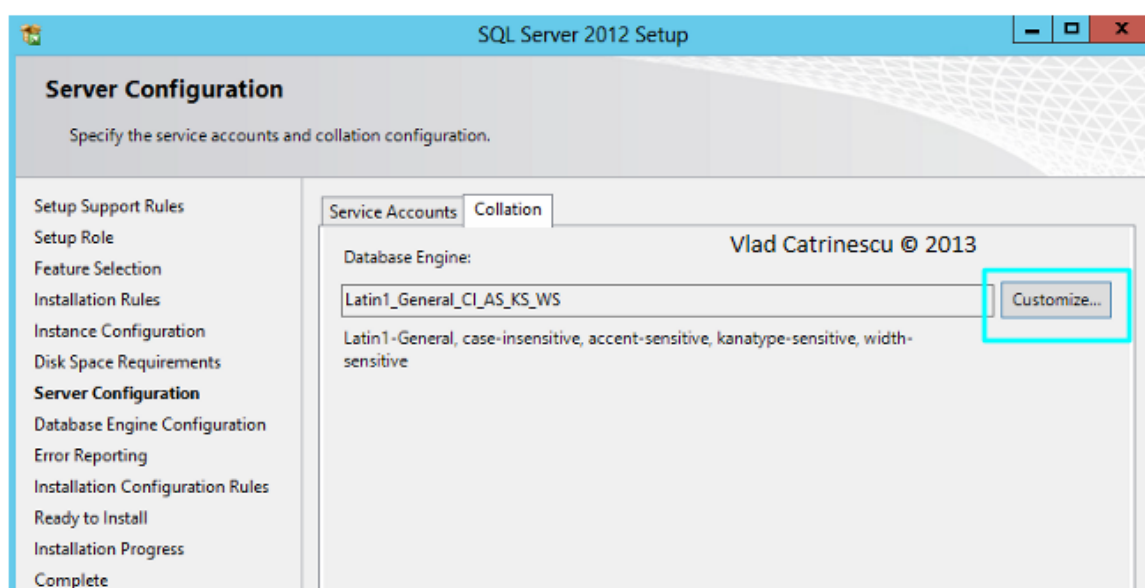 SQL Server 2012 Setup
Server Configuration
Specify the service accounts and collation configuration.
Setup Support Rules
Setup Role
Feature Selection
Installation Rules
Instance Configuration
Disk Space Requirements
Server Configuration
Database Engine Configuration
Error Reporting
Installation Configuration Rules
Ready to Install
Installation Progress
Complete
Service Accounts
Collation
Vlad Catrinescu © 2013
Database Engine:
Latin1_General_CI_AS_KS_WS
Customize...
Latin1-General, case-insensitive, accent-sensitive, kanatype-sensitive, width-
sensitive